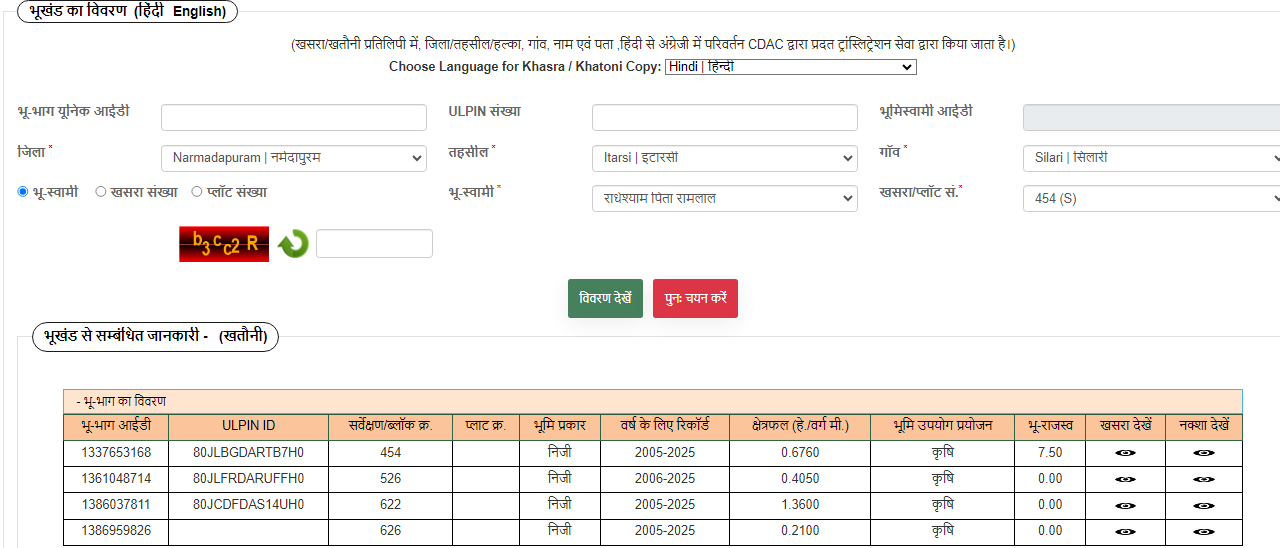 भूखंड का विवरण (हिंदी English)
(खसरा/खतौनी प्रतिलिपी में, जिला/तहसील/हल्का, गांव, नाम एवं पता ,हिंदी से अंग्रेजी में परिवर्तन CDAC द्वारा प्रदत ट्रांस्लिट्रेशन सेवा द्वारा किया जाता है।)
Choose Language for Khasra / Khatoni Copy: Hindi | हिन्दी
भू-भाग यूनिक आईडी ULPIN संख्या भूमिस्वामी आईडी
जिला * Narmadapuram | नर्मदापुरम तहसील * Itarsi | इटारसी गाँव * Silari | सिलारी
भू-स्वामी खसरा संख्या प्लॉट संख्या भू-स्वामी * राधेश्याम पिता रामलाल खसरा/प्लॉट सं.* 454 (S)
b3cc2R
विवरण देखें पुनः चयन करें
भूखंड से सम्बंधित जानकारी - (खतौनी)
- भू-भाग का विवरण
भू-भाग आईडी ULPIN ID सर्वेक्षण/ब्लॉक क्र. प्लाट क्र. भूमि प्रकार वर्ष के लिए रिकॉर्ड क्षेत्रफल (हे./वर्ग मी.) भूमि उपयोग प्रयोजन भू-राजस्व खसरा देखें नक्शा देखें
1337653168 80JLBGDARTB7H0 454 निजी 2005-2025 0.6760 कृषि 7.50
1361048714 80JLFRDARUFFH0 526 निजी 2006-2025 0.4050 कृषि 0.00
1386037811 80JCDFDAS14UH0 622 निजी 2005-2025 1.3600 कृषि 0.00
1386959826 626 निजी 2005-2025 0.2100 कृषि 0.00